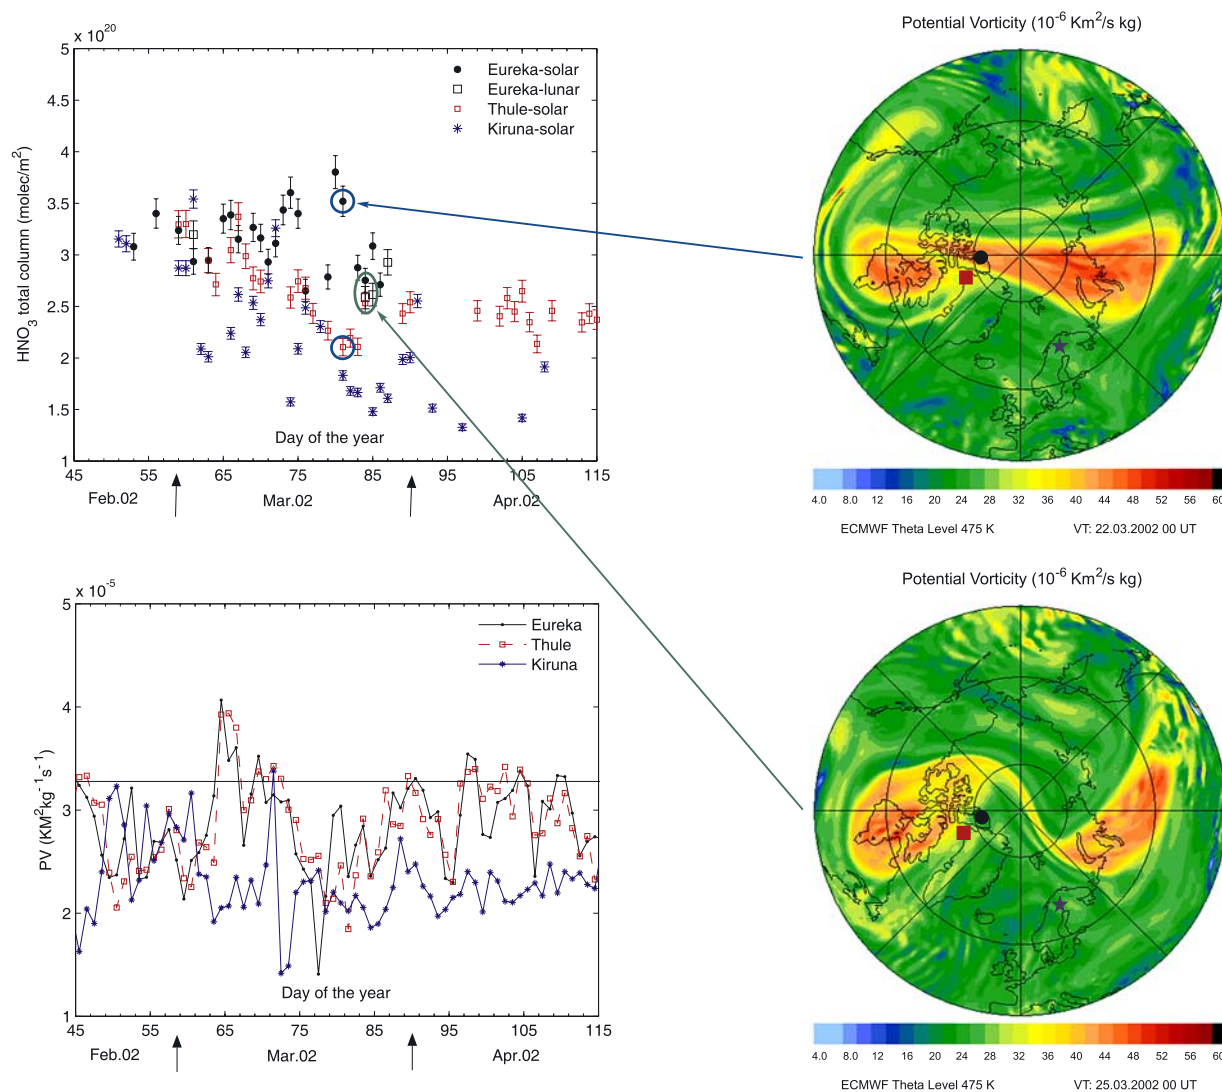 x 10^20
5
4.5
4
3.5
3
2.5
2
1.5
1
HNO3 total column (molec/m^2)
Eureka-solar
Eureka-lunar
Thule-solar
Kiruna-solar
Day of the year
45 55 65 75 85 95 105 115
Feb.02 Mar.02 Apr.02
Potential Vorticity (10^-6 Km^2/s kg)
4.0 8.0 12 16 20 24 28 32 36 40 44 48 52 56 60
ECMWF Theta Level 475 K VT: 22.03.2002 00 UT
x 10^-5
5
4
3
2
1
PV (KM^2kg^-1s^-1)
Eureka
Thule
Kiruna
Day of the year
45 55 65 75 85 95 105 115
Feb.02 Mar.02 Apr.02
Potential Vorticity (10^-6 Km^2/s kg)
4.0 8.0 12 16 20 24 28 32 36 40 44 48 52 56 60
ECMWF Theta Level 475 K VT: 25.03.2002 00 UT